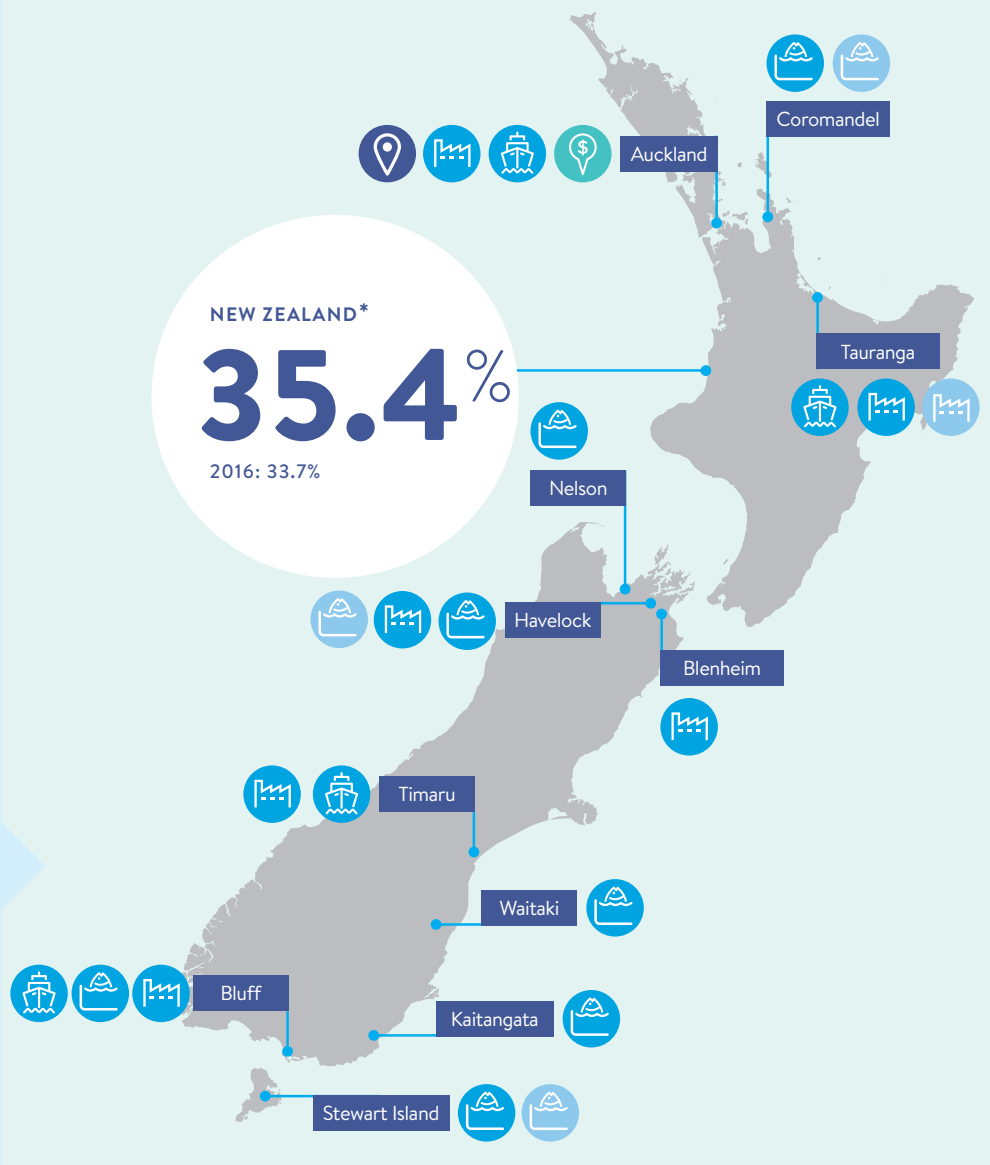 Coromandel
$
Auckland
NEW ZEALAND*
35.4%
2016: 33.7%
Tauranga
Nelson
Havelock
Blenheim
Timaru
Waitaki
Bluff
Kaitangata
Stewart Island